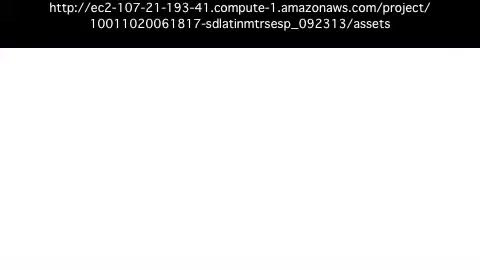 http://ec2-107-21-193-41.compute-1.amazonaws.com/project/
10011020061817-sdlatinmtrsesp_092313/assets